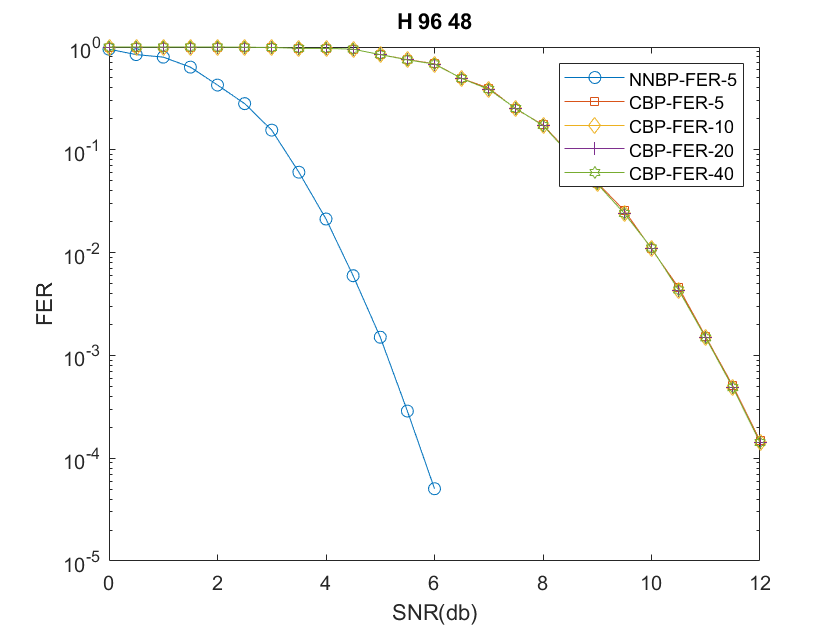 H 96 48
10^0
10^-1
10^-2
10^-3
10^-4
10^-5
FER
NNBP-FER-5
CBP-FER-5
CBP-FER-10
CBP-FER-20
CBP-FER-40
0 2 4 6 8 10 12
SNR(db)